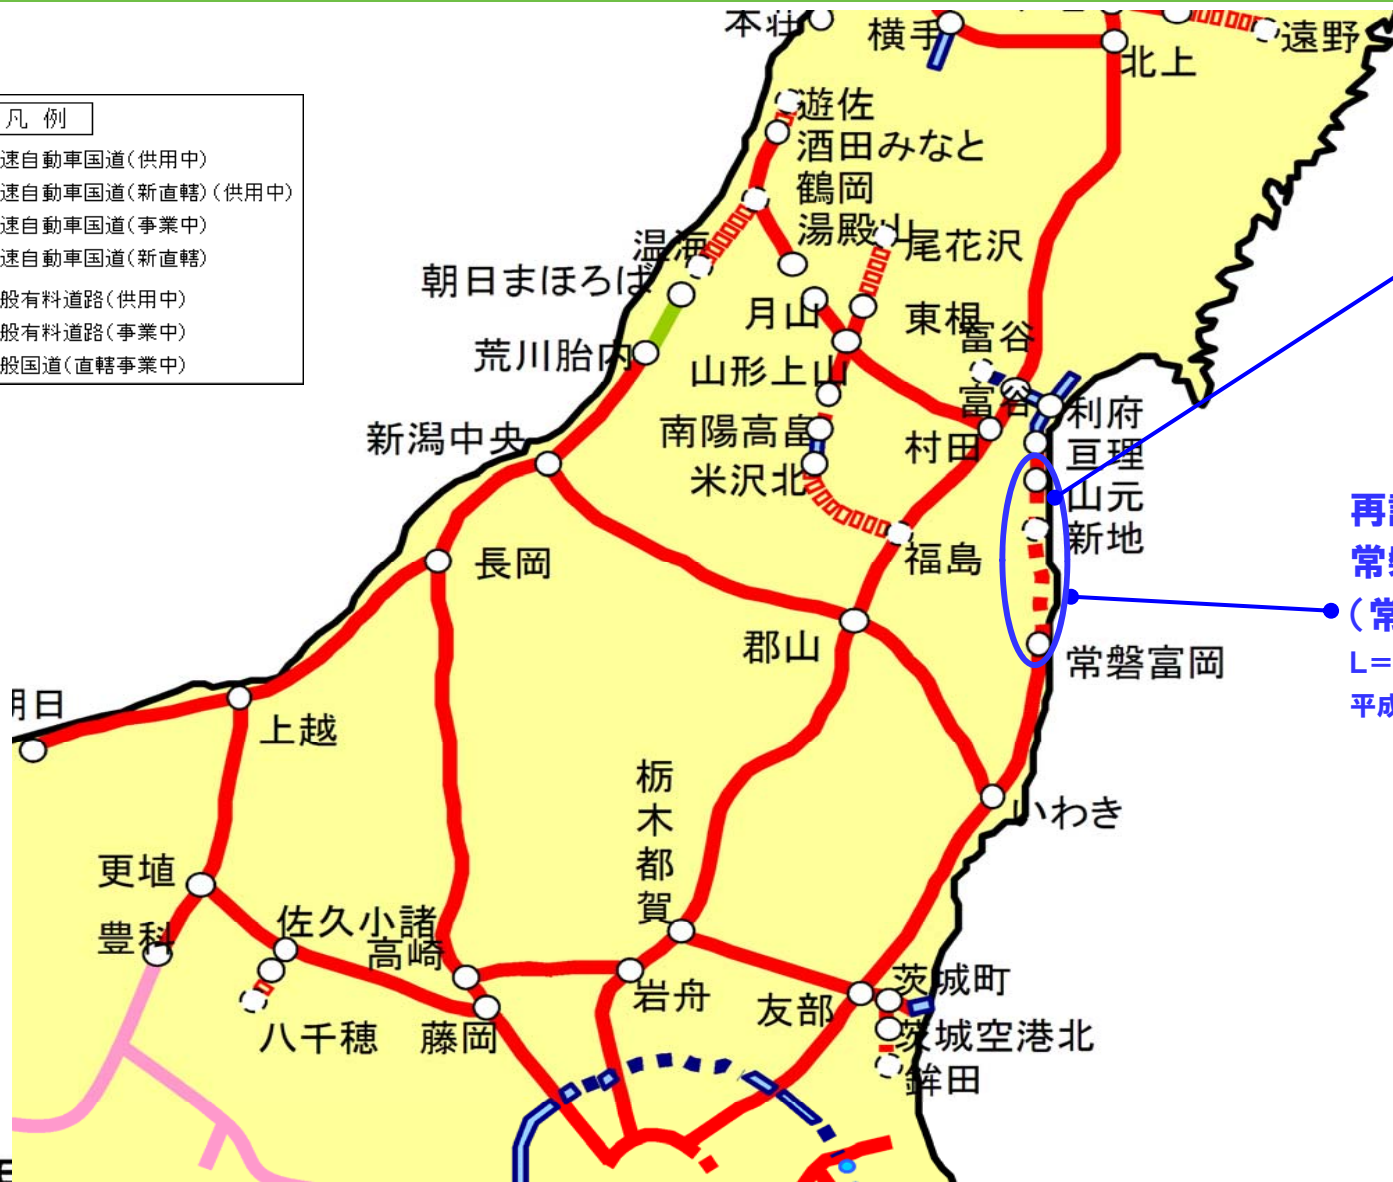 凡 例
速自動車国道(供用中)
速自動車国道(新直轄)(供用中)
速自動車国道(事業中)
速自動車国道(新直轄)
般有料道路(供用中)
般有料道路(事業中)
般国道(直轄事業中)
本荘
横手
北上
遠野
遊佐
酒田みなと
鶴岡
湯殿山
尾花沢
温海
朝日まほろば
月山
東根
富谷
荒川胎内
山形上山
富谷
利府
新潟中央
南陽高畠
村田
亘理
米沢北
山元
新地
福島
長岡
郡山
常磐富岡
L=
平成
上越
栃木都賀
いわき
更埴
豊科
佐久小諸
高崎
岩舟
友部
茨城町
八千穂
藤岡
茨城空港北
鉾田